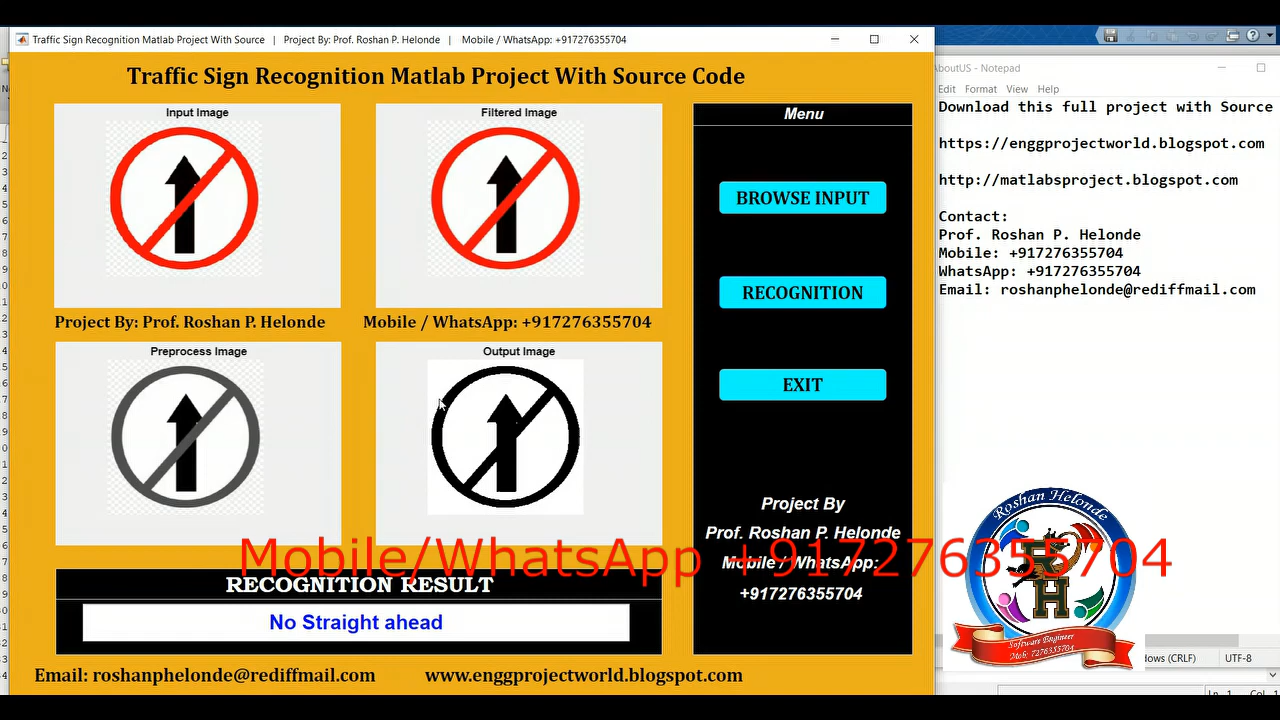 Traffic Sign Recognition Matlab Project With Source | Project By: Prof. Roshan P. Helonde | Mobile / WhatsApp: +917276355704
Traffic Sign Recognition Matlab Project With Source Code
Input Image
Filtered Image
Project By: Prof. Roshan P. Helonde
Mobile / WhatsApp: +917276355704
Preprocess Image
Output Image
RECOGNITION RESULT
No Straight ahead
Email: roshanphelonde@rediffmail.com
www.enggprojectworld.blogspot.com
Menu
BROWSE INPUT
RECOGNITION
EXIT
Project By
Prof. Roshan P. Helonde
Mobile / WhatsApp:
+917276355704
Mobile/WhatsApp +917276355704
AboutUS - Notepad
Edit Format View Help
Download this full project with Source
https://enggprojectworld.blogspot.com
http://matlabsproject.blogspot.com
Contact:
Prof. Roshan P. Helonde
Mobile: +917276355704
WhatsApp: +917276355704
Email: roshanphelonde@rediffmail.com
Roshan Helonde
RH
Software Engineer
Mob: 7276355704
(CRLF)
UTF-8